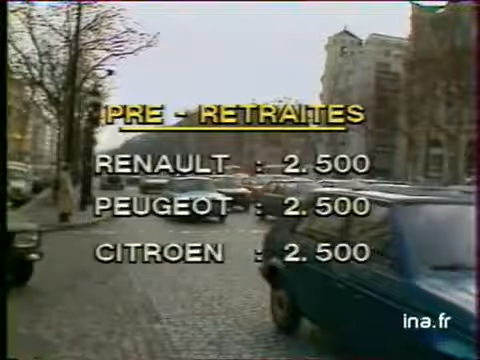 PRE - RETRAITES
RENAULT : 2.500
PEUGEOT : 2.500
CITROEN : 2.500
ina.fr